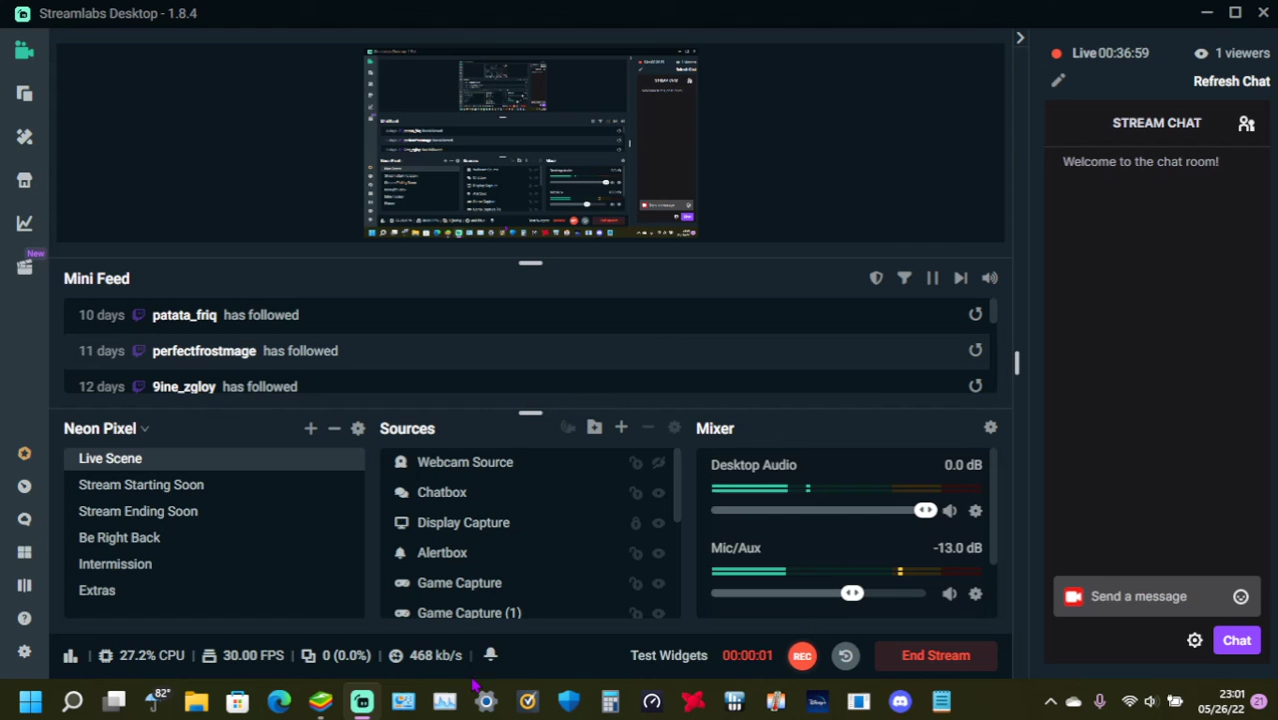 Streamlabs Desktop - 1.8.4
Live 00:36:59
1 viewers
Refresh Chat
STREAM CHAT
Welcome to the chat room!
New
Mini Feed
10 days patata_friq has followed
11 days perfectfrostmage has followed
12 days 9ine_zgloy has followed
Neon Pixel
Live Scene
Stream Starting Soon
Stream Ending Soon
Be Right Back
Intermission
Extras
Sources
Webcam Source
Chatbox
Display Capture
Alertbox
Game Capture
Game Capture (1)
Mixer
Desktop Audio 0.0 dB
Mic/Aux -13.0 dB
Send a message
Chat
27.2% CPU
30.00 FPS
0 (0.0%)
468 kb/s
Test Widgets
00:00:01
REC
End Stream
82°
23:01
05/26/22
21